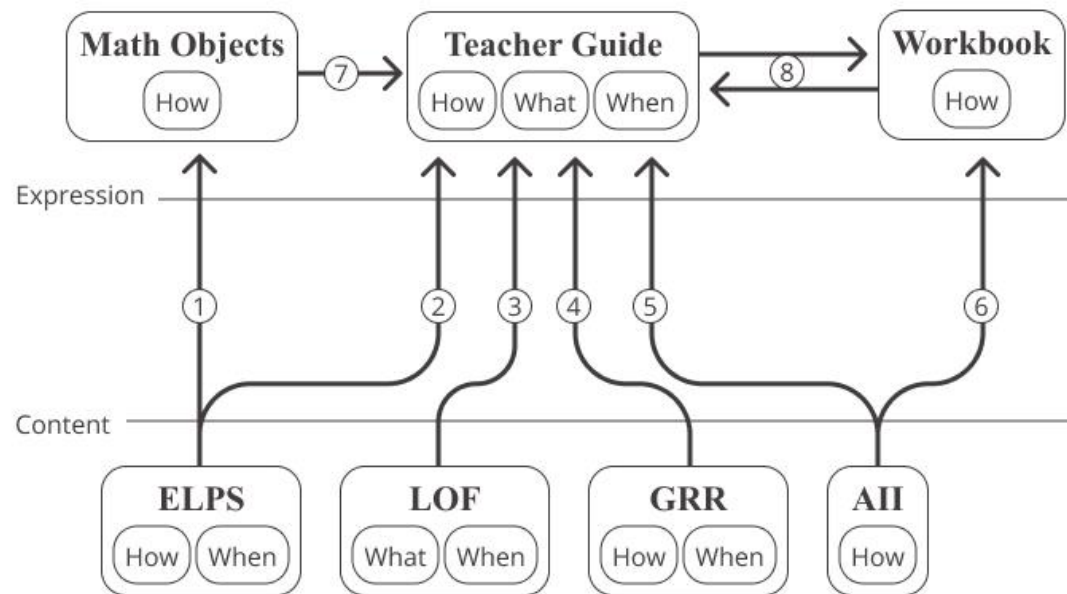 Math Objects
How
7
Teacher Guide
How What When
8
Workbook
How
Expression
1 2 3 4 5 6
Content
ELPS
How When
LOF
What When
GRR
How When
AII
How